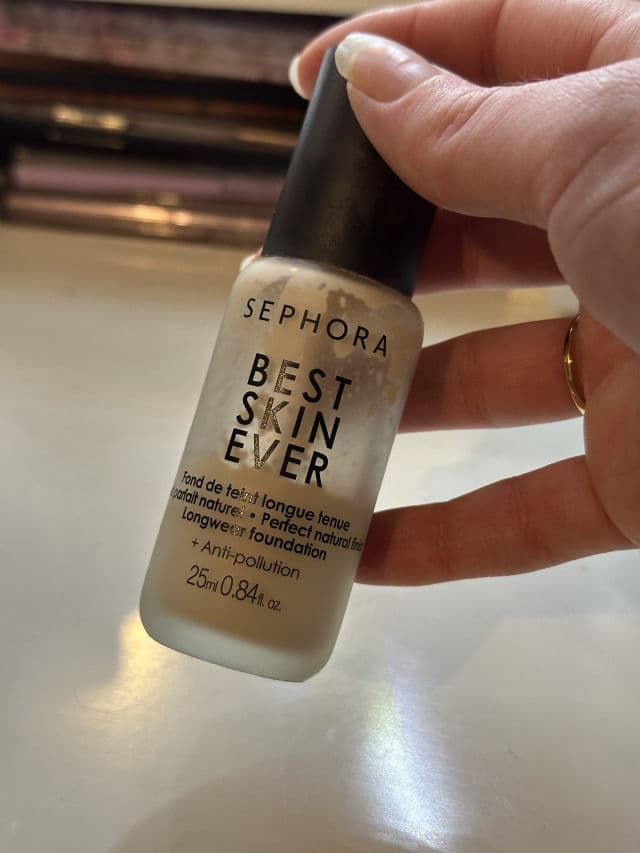 SEPHORA
BEST
SKIN
EVER
Fond de teint longue tenue
parfait naturel • Perfect natural finish
Longwear foundation
+ Anti-pollution
25ml 0.84fl. oz.